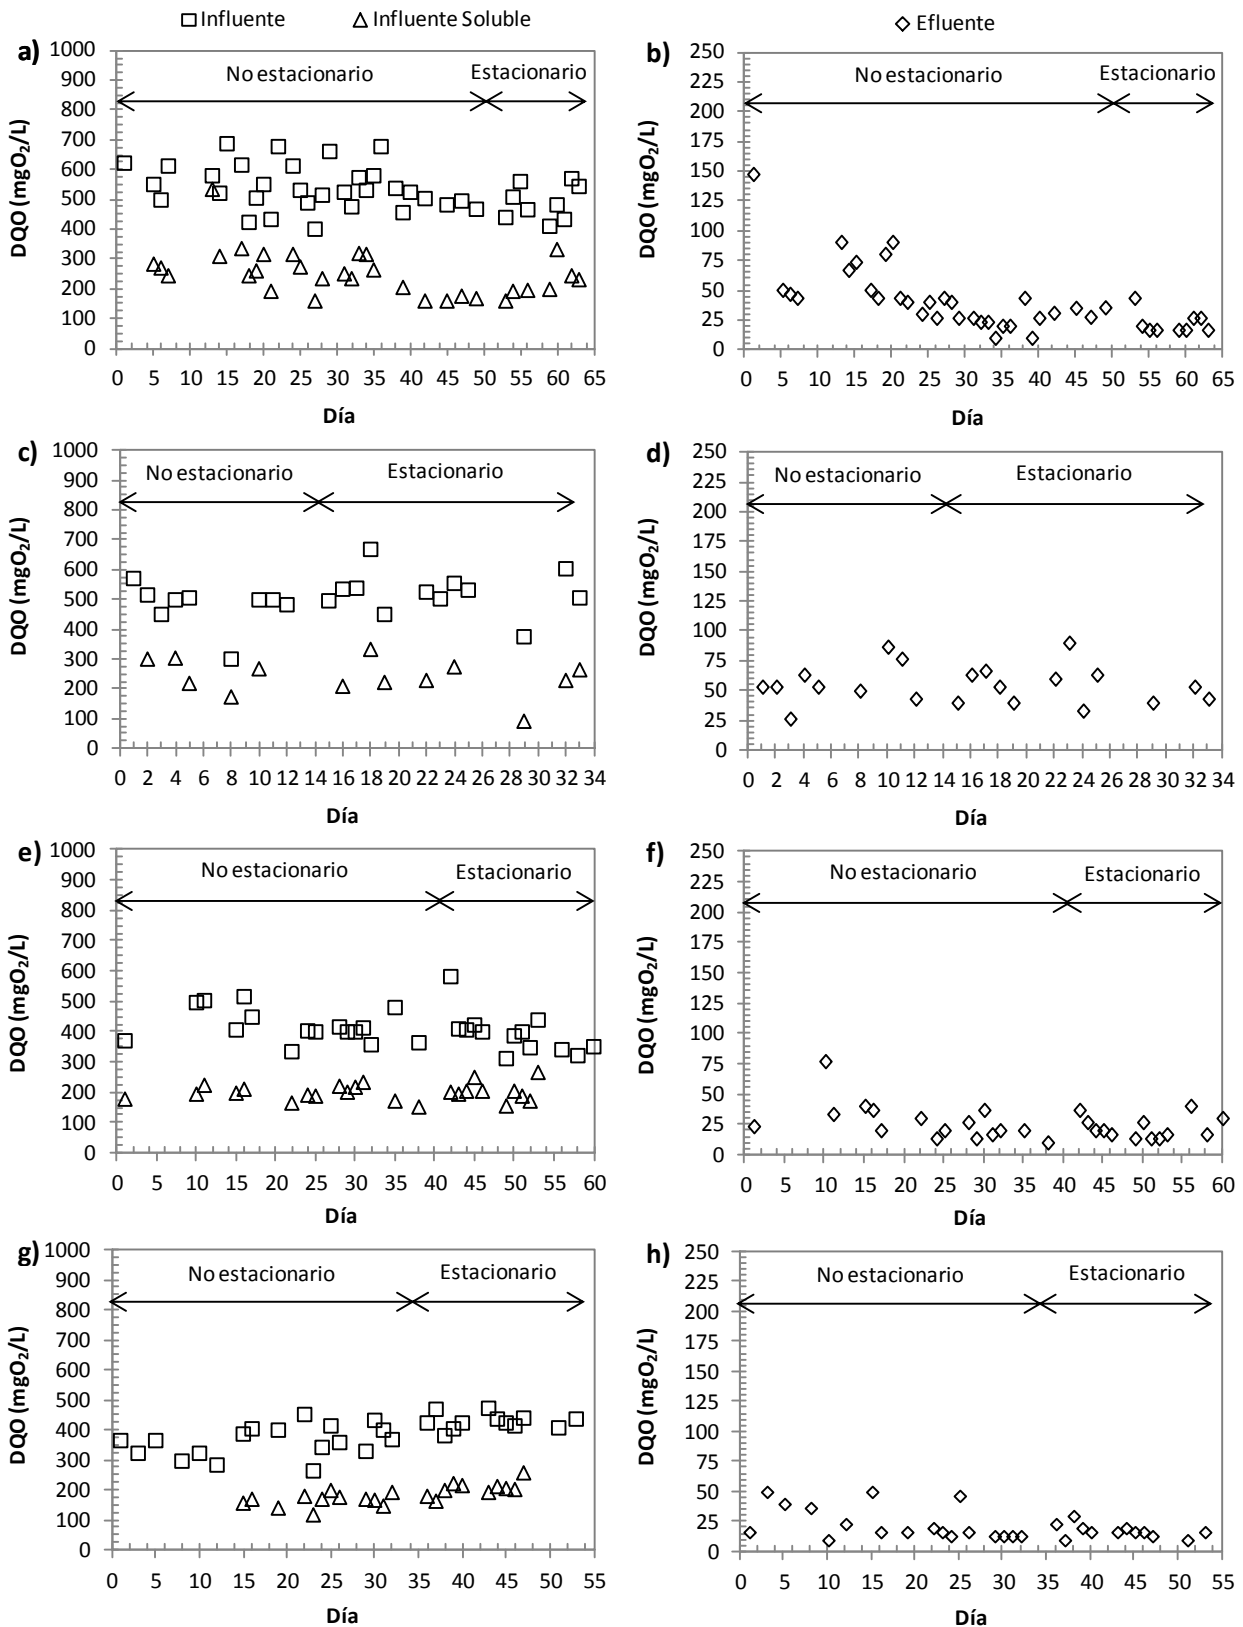 Influente Influente Soluble Efluente
a)
1000
900
800
700
600
500
400
300
200
100
0
DQO (mgO₂/L)
No estacionario Estacionario
0 5 10 15 20 25 30 35 40 45 50 55 60 65
Día
b)
250
225
200
175
150
125
100
75
50
25
0
DQO (mgO₂/L)
No estacionario Estacionario
0 5 10 15 20 25 30 35 40 45 50 55 60 65
Día
c)
1000
900
800
700
600
500
400
300
200
100
0
DQO (mgO₂/L)
No estacionario Estacionario
0 2 4 6 8 10 12 14 16 18 20 22 24 26 28 30 32 34
Día
d)
250
225
200
175
150
125
100
75
50
25
0
DQO (mgO₂/L)
No estacionario Estacionario
0 2 4 6 8 10 12 14 16 18 20 22 24 26 28 30 32 34
Día
e)
1000
900
800
700
600
500
400
300
200
100
0
DQO (mgO₂/L)
No estacionario Estacionario
0 5 10 15 20 25 30 35 40 45 50 55 60
Día
f)
250
225
200
175
150
125
100
75
50
25
0
DQO (mgO₂/L)
No estacionario Estacionario
0 5 10 15 20 25 30 35 40 45 50 55 60
Día
g)
1000
900
800
700
600
500
400
300
200
100
0
DQO (mgO₂/L)
No estacionario Estacionario
0 5 10 15 20 25 30 35 40 45 50 55
Día
h)
250
225
200
175
150
125
100
75
50
25
0
DQO (mgO₂/L)
No estacionario Estacionario
0 5 10 15 20 25 30 35 40 45 50 55
Día